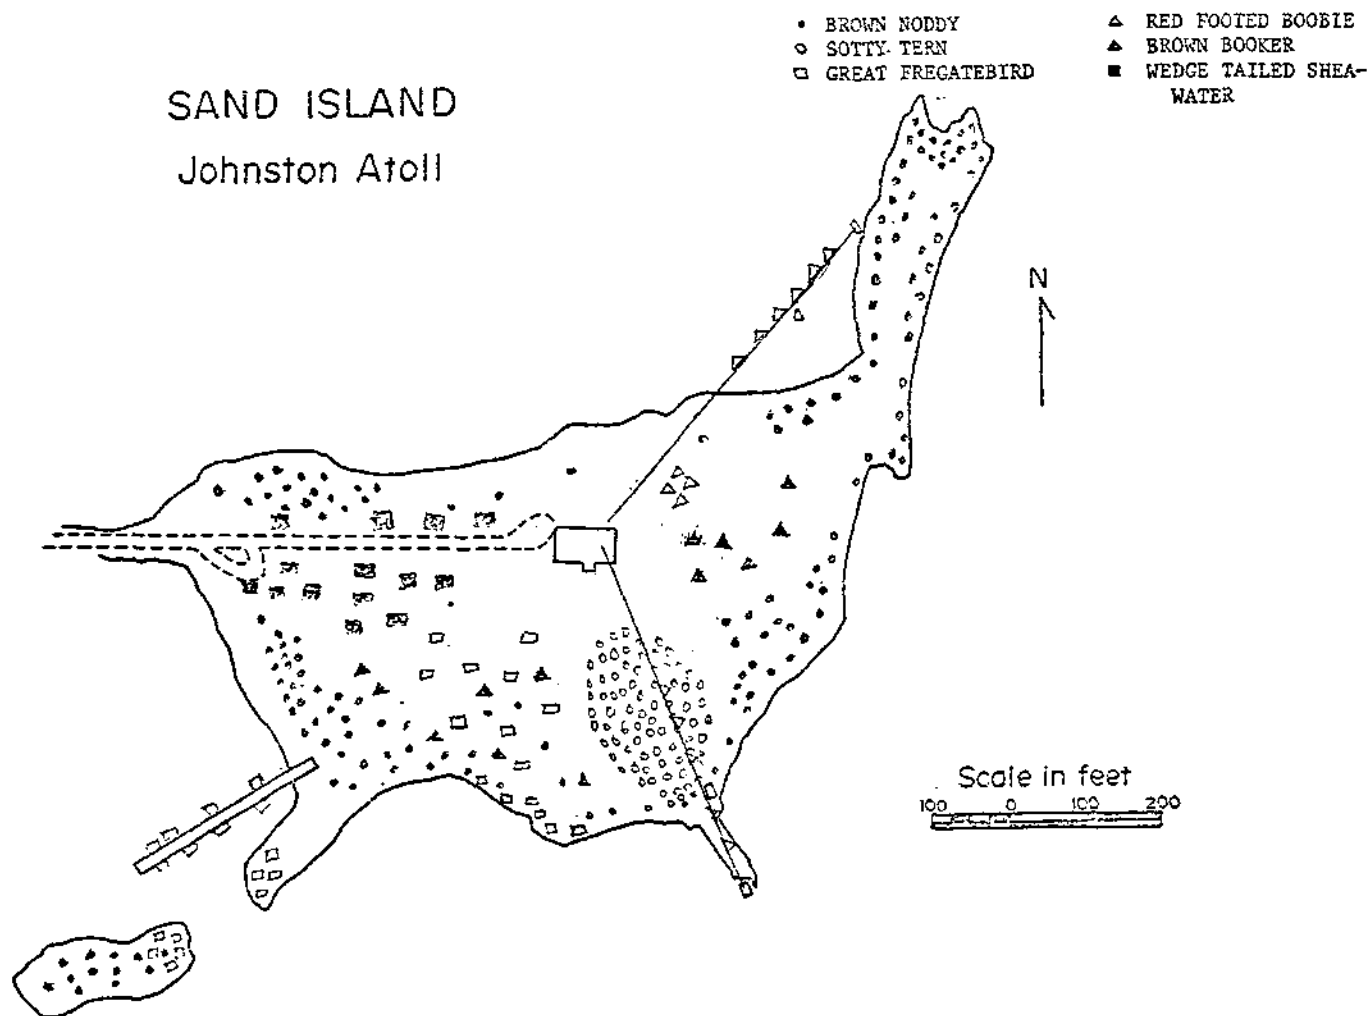 • BROWN NODDY
○ SOTTY TERN
□ GREAT FREGATEBIRD
△ RED FOOTED BOOBIE
▲ BROWN BOOKER
■ WEDGE TAILED SHEA-
WATER
SAND ISLAND
Johnston Atoll
N
Scale in feet
100 0 100 200